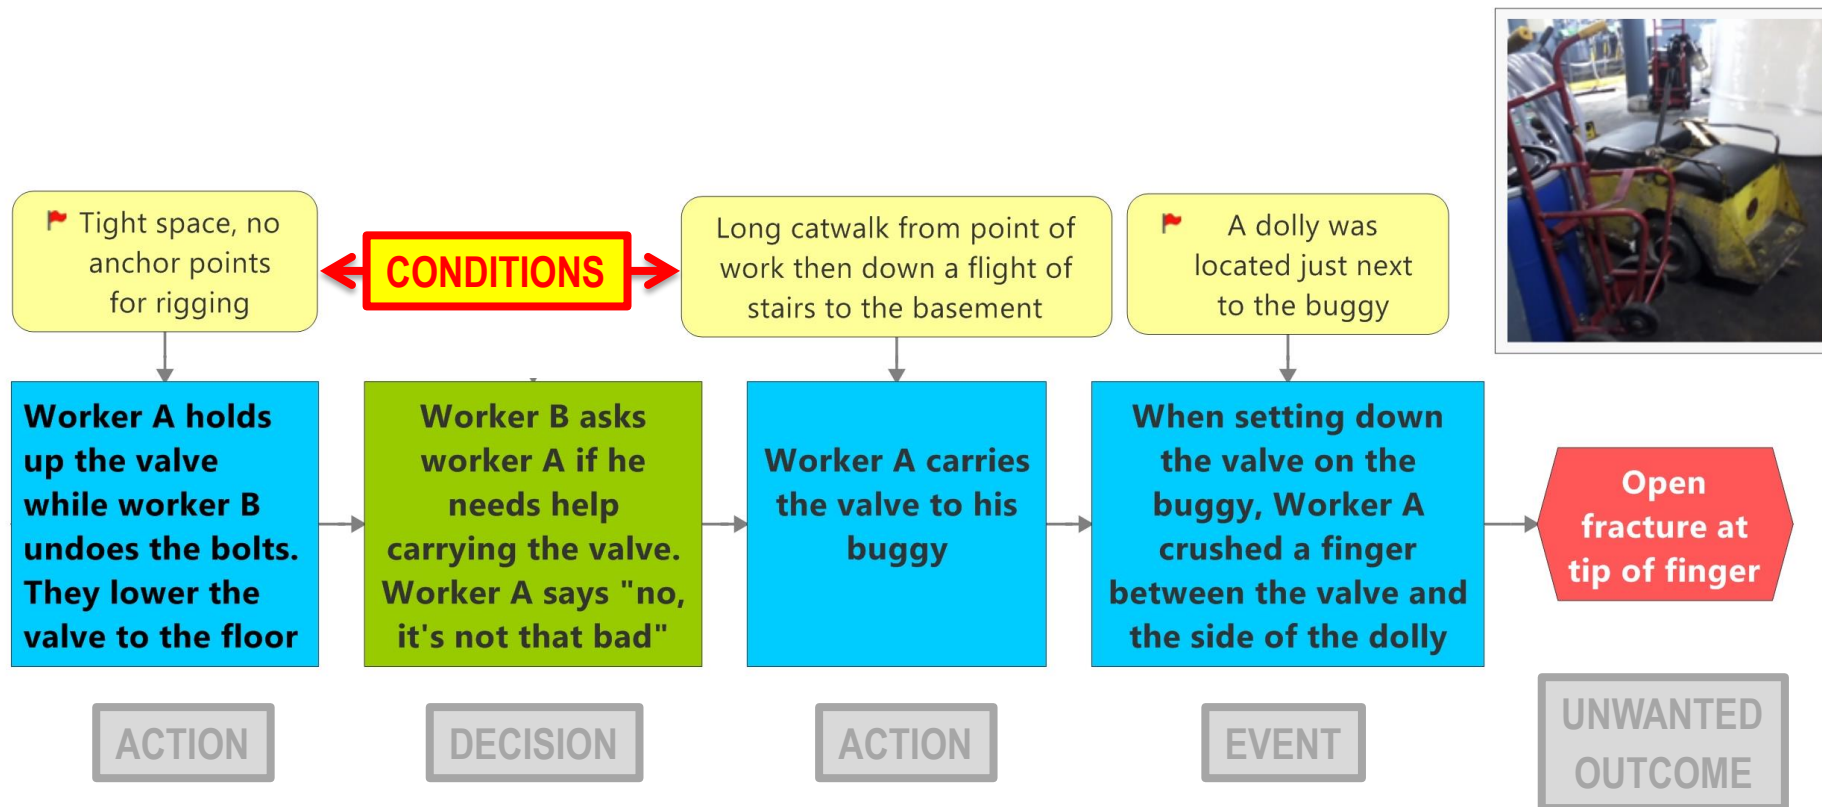 Tight space, no
anchor points
for rigging
CONDITIONS
Long catwalk from point of
work then down a flight of
stairs to the basement
A dolly was
located just next
to the buggy
Worker A holds
up the valve
while worker B
undoes the bolts.
They lower the
valve to the floor
Worker B asks
worker A if he
needs help
carrying the valve.
Worker A says "no,
it's not that bad"
Worker A carries
the valve to his
buggy
When setting down
the valve on the
buggy, Worker A
crushed a finger
between the valve and
the side of the dolly
Open
fracture at
tip of finger
ACTION
DECISION
ACTION
EVENT
UNWANTED
OUTCOME